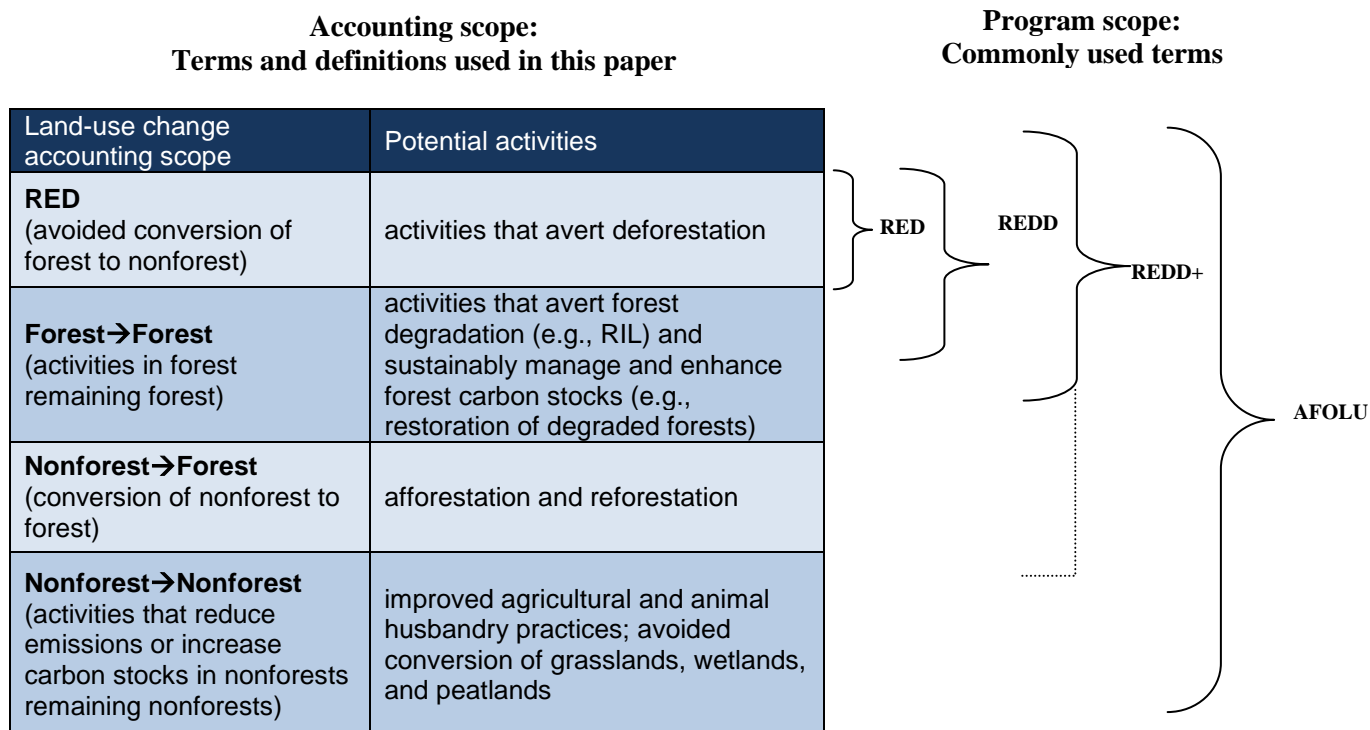 Accounting scope:
Terms and definitions used in this paper
Program scope:
Commonly used terms
Land-use change
accounting scope
Potential activities
RED
(avoided conversion of
forest to nonforest)
activities that avert deforestation
Forest→Forest
(activities in forest
remaining forest)
activities that avert forest
degradation (e.g., RIL) and
sustainably manage and enhance
forest carbon stocks (e.g.,
restoration of degraded forests)
Nonforest→Forest
(conversion of nonforest to
forest)
afforestation and reforestation
Nonforest→Nonforest
(activities that reduce
emissions or increase
carbon stocks in nonforests
remaining nonforests)
improved agricultural and animal
husbandry practices; avoided
conversion of grasslands, wetlands,
and peatlands
RED
REDD
REDD+
AFOLU